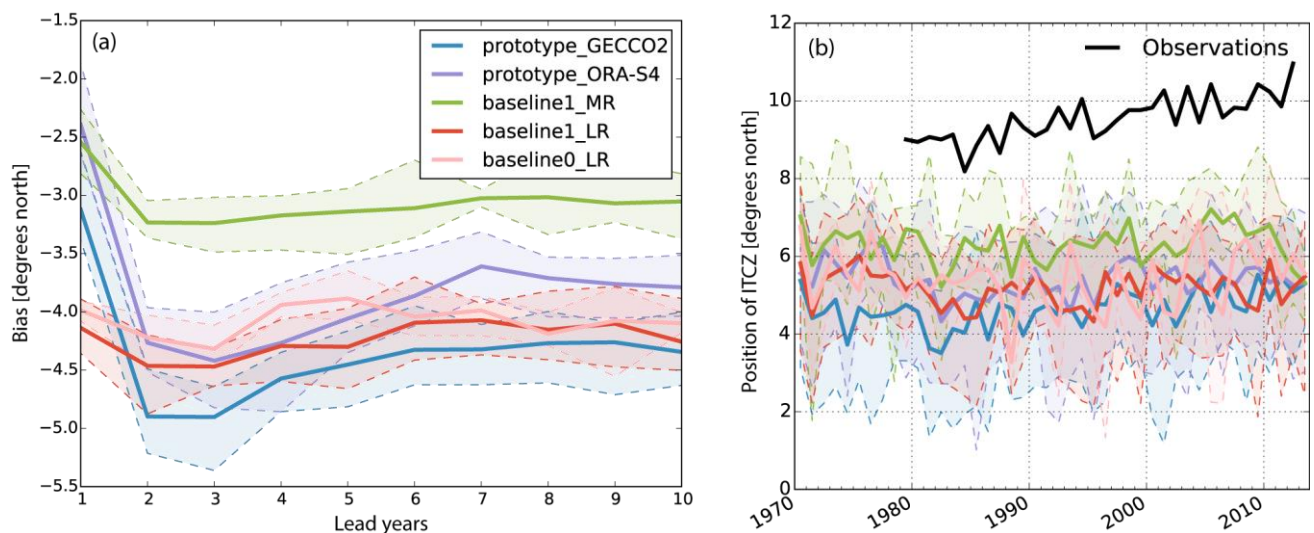 (a)
prototype_GECCO2
prototype_ORA-S4
baseline1_MR
baseline1_LR
baseline0_LR
Bias [degrees north]
−1.5
−2.0
−2.5
−3.0
−3.5
−4.0
−4.5
−5.0
−5.5
1 2 3 4 5 6 7 8 9 10
Lead years
(b)
Observations
Position of ITCZ [degrees north]
12
10
8
6
4
2
0
1970 1980 1990 2000 2010